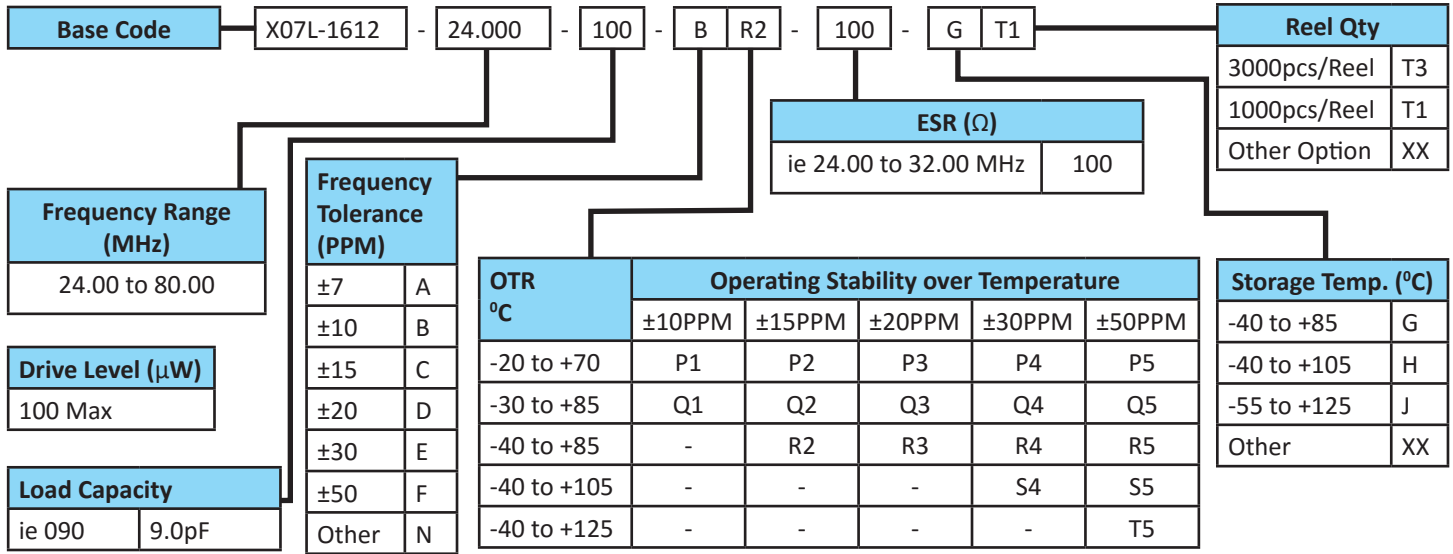 Base Code X07L-1612 - 24.000 - 100 - B R2 - 100 - G T1
Reel Qty
3000pcs/Reel T3
1000pcs/Reel T1
Other Option XX
ESR (Ω)
ie 24.00 to 32.00 MHz 100
Frequency Range
(MHz)
24.00 to 80.00
Drive Level (μW)
100 Max
Load Capacity
ie 090 9.0pF
Frequency
Tolerance
(PPM)
±7 A
±10 B
±15 C
±20 D
±30 E
±50 F
Other N
OTR Operating Stability over Temperature
⁰C ±10PPM ±15PPM ±20PPM ±30PPM ±50PPM
-20 to +70 P1 P2 P3 P4 P5
-30 to +85 Q1 Q2 Q3 Q4 Q5
-40 to +85 - R2 R3 R4 R5
-40 to +105 - - - S4 S5
-40 to +125 - - - - T5
Storage Temp. (⁰C)
-40 to +85 G
-40 to +105 H
-55 to +125 J
Other XX